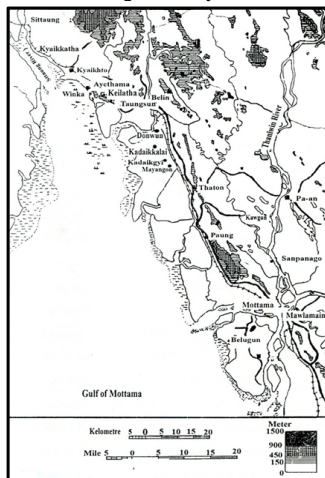 Sittaung
Kyaikkatha
Kyaikhto
Ayethama
Winka
Keilatha
Belin
Taungsun
Donwun
Kadaikkalai
Kadaikgyi
Mayangon
Thaton
Thanlwin River
Kawgun
Pa-an
Paung
Sanpanago
Mottama
Mawlamain
Belugun
Gulf of Mottama
Kelometre 5 0 5 10 15 20
Mile 5 0 5 10 15 20
Meter
1500
900
450
150
0